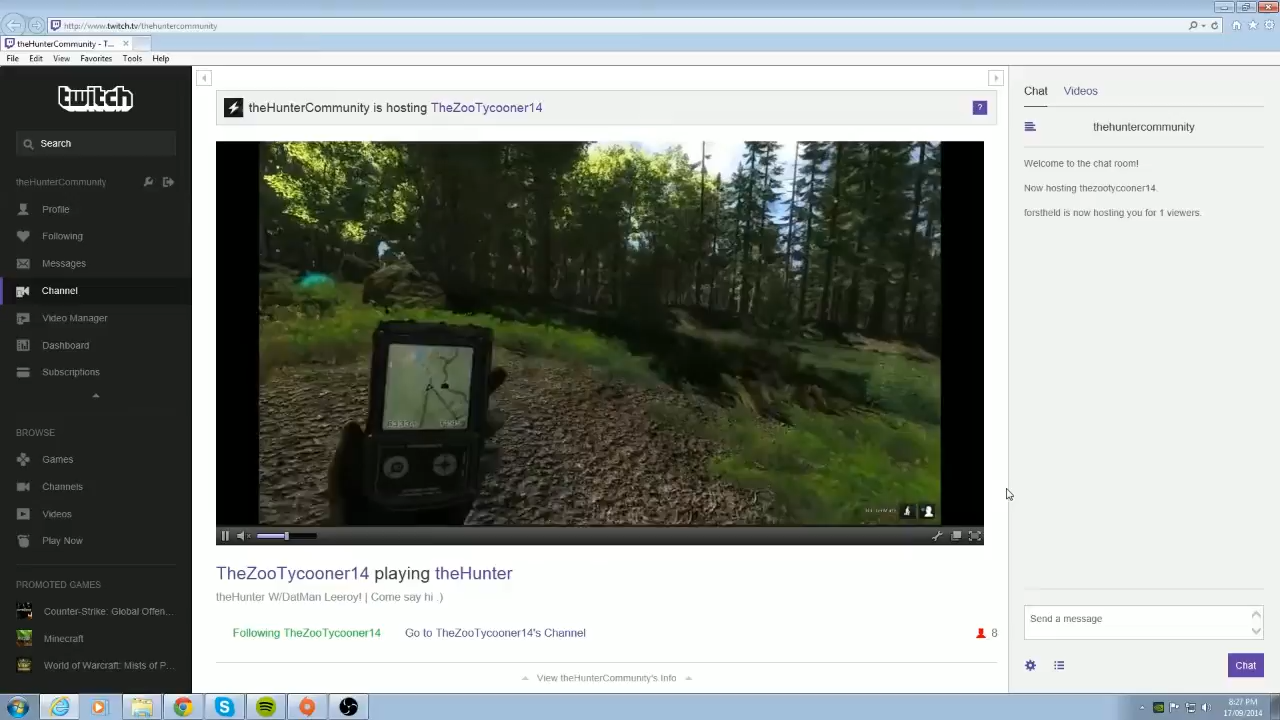 http://www.twitch.tv/thehuntercommunity
theHunterCommunity - T...
File Edit View Favorites Tools Help
twitch
Search
theHunterCommunity
Profile
Following
Messages
Channel
Video Manager
Dashboard
Subscriptions
BROWSE
Games
Channels
Videos
Play Now
PROMOTED GAMES
Counter-Strike: Global Offen...
Minecraft
World of Warcraft: Mists of P...
theHunterCommunity is hosting TheZooTycooner14 ?
TheZooTycooner14 playing theHunter
theHunter W/DatMan Leeroy! | Come say hi :)
Following TheZooTycooner14 Go to TheZooTycooner14's Channel 8
View theHunterCommunity's Info
Chat Videos
thehuntercommunity
Welcome to the chat room!
Now hosting thezootycooner14.
forstheld is now hosting you for 1 viewers.
Send a message
Chat
8:27 PM
17/09/2014